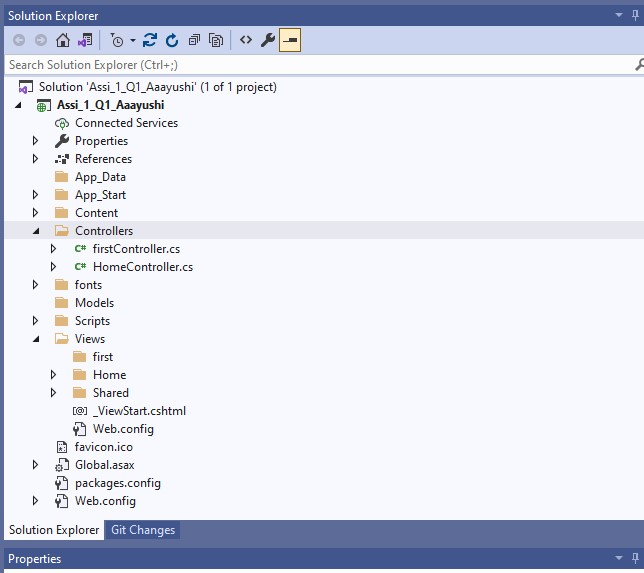 Solution Explorer
Search Solution Explorer (Ctrl+;)
Solution 'Assi_1_Q1_Aaayushi' (1 of 1 project)
Assi_1_Q1_Aaayushi
Connected Services
Properties
References
App_Data
App_Start
Content
Controllers
C# firstController.cs
C# HomeController.cs
fonts
Models
Scripts
Views
first
Home
Shared
[@] _ViewStart.cshtml
Web.config
favicon.ico
Global.asax
packages.config
Web.config
Solution Explorer Git Changes
Properties